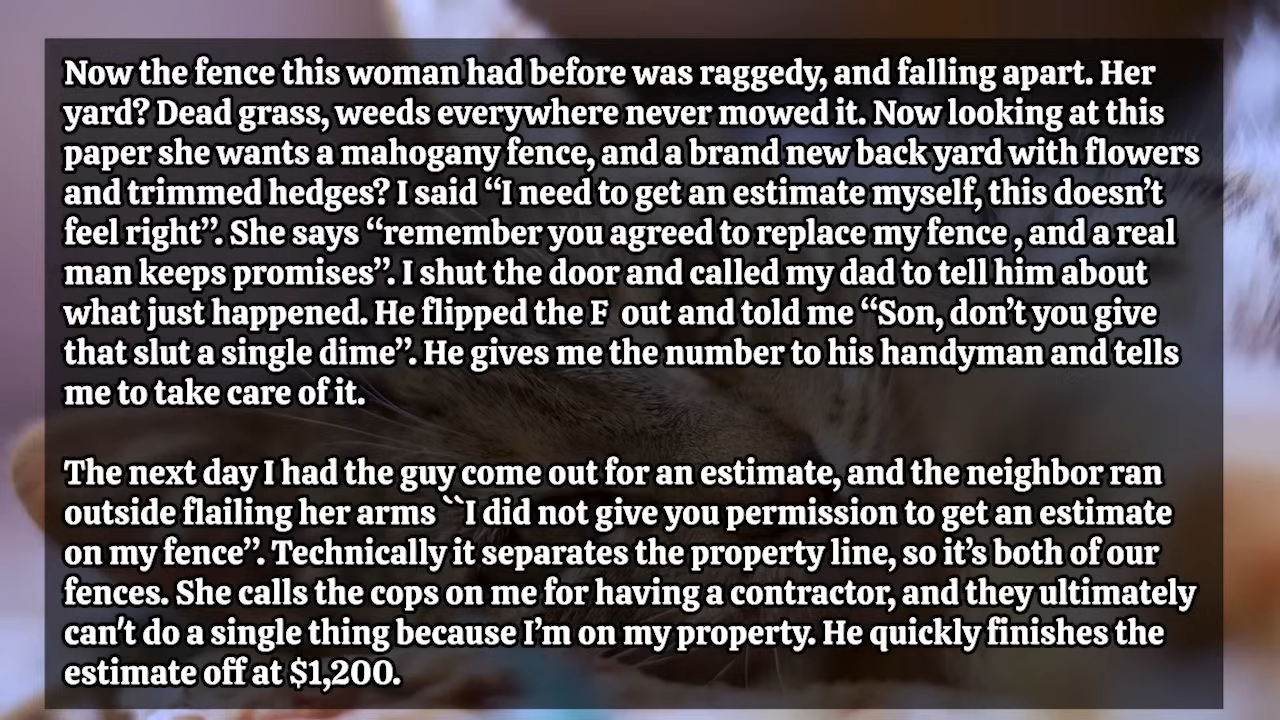 Now the fence this woman had before was raggedy, and falling apart. Her
yard? Dead grass, weeds everywhere never mowed it. Now looking at this
paper she wants a mahogany fence, and a brand new back yard with flowers
and trimmed hedges? I said “I need to get an estimate myself, this doesn’t
feel right”. She says “remember you agreed to replace my fence , and a real
man keeps promises”. I shut the door and called my dad to tell him about
what just happened. He flipped the F  out and told me “Son, don’t you give
that slut a single dime”. He gives me the number to his handyman and tells
me to take care of it.
The next day I had the guy come out for an estimate, and the neighbor ran
outside flailing her arms ``I did not give you permission to get an estimate
on my fence”. Technically it separates the property line, so it’s both of our
fences. She calls the cops on me for having a contractor, and they ultimately
can't do a single thing because I’m on my property. He quickly finishes the
estimate off at $1,200.